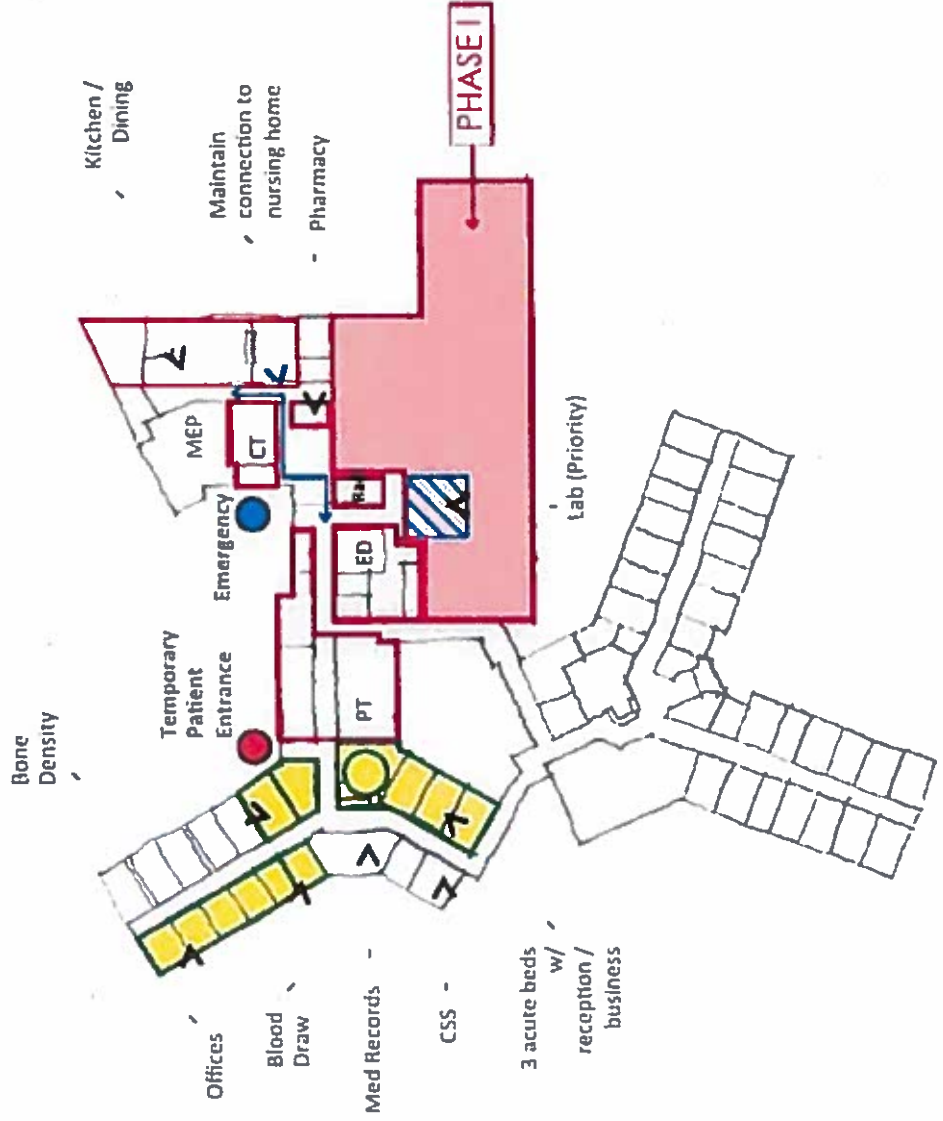 Bone
Density
Kitchen /
Dining
Temporary
Patient
Entrance
Emergency
MEP
Maintain
connection to
nursing home
Offices
Blood
Draw
CT
Pharmacy
Med Records
PT
ED
CSS
PHASE I
3 acute beds
w/
reception /
business
Lab (Priority)